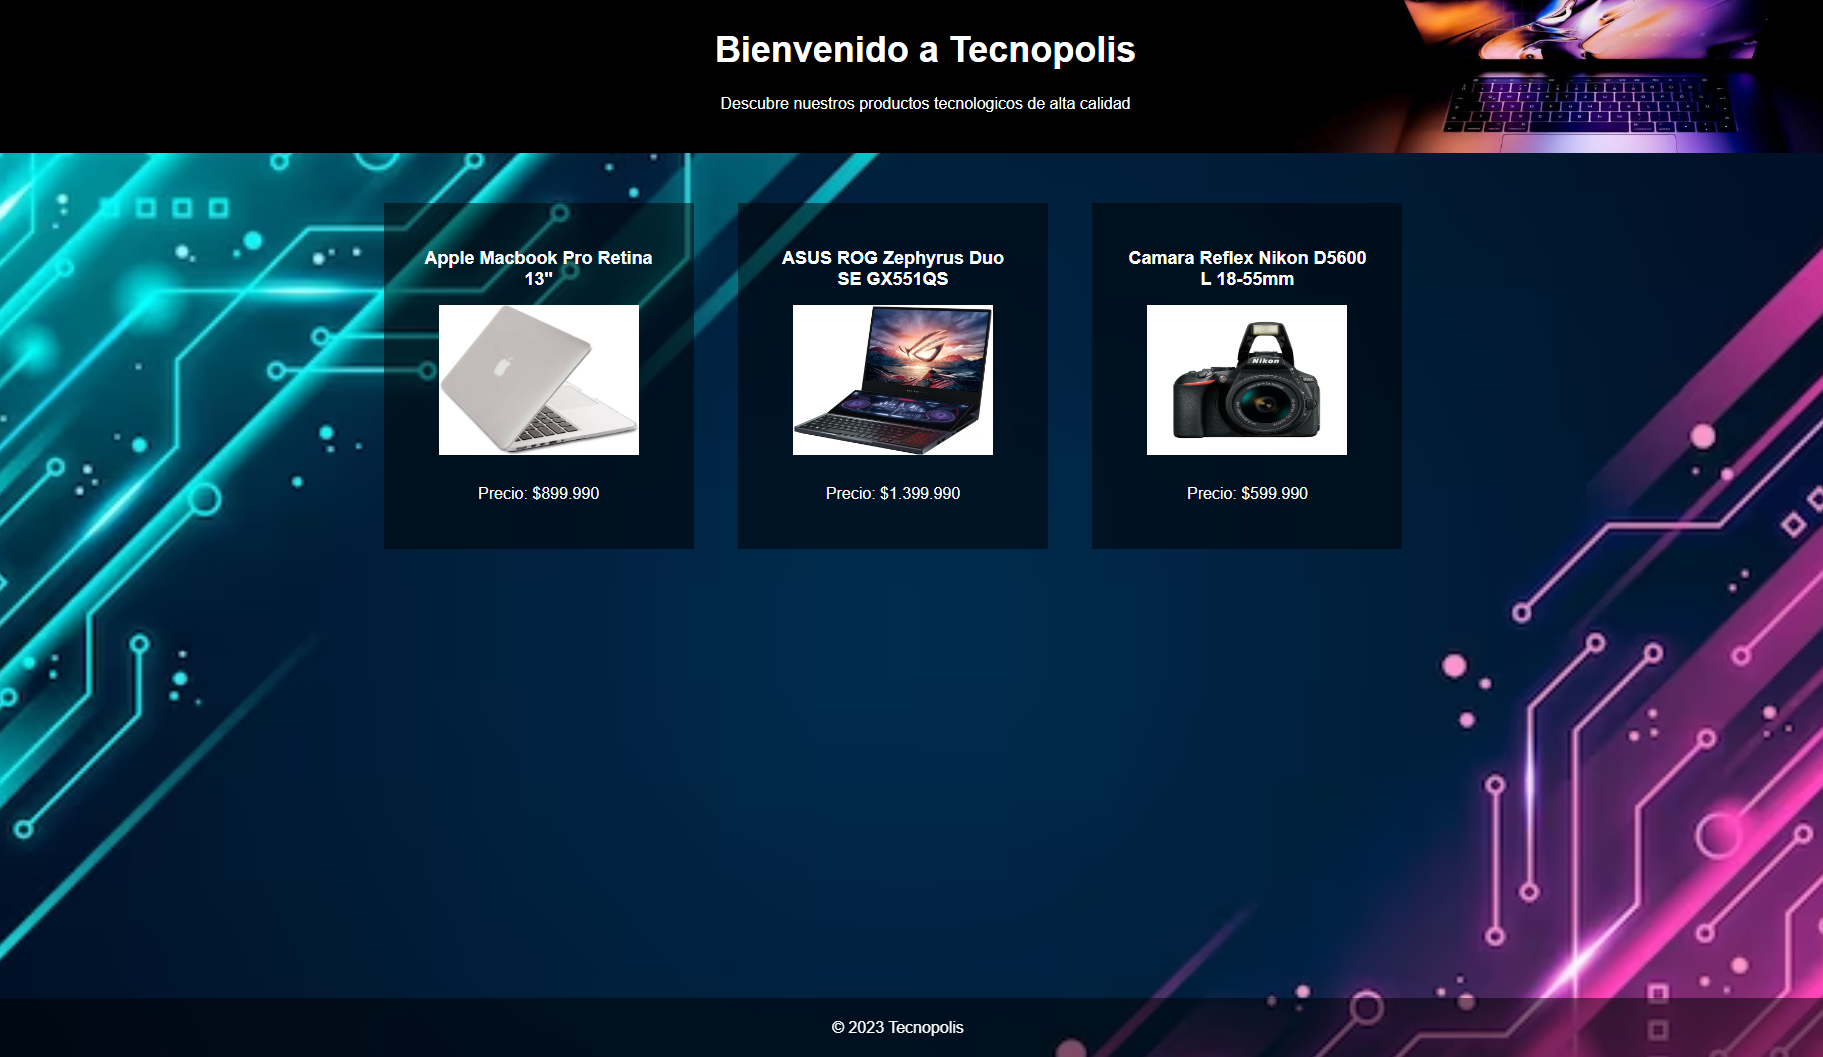 Bienvenido a Tecnopolis
Descubre nuestros productos tecnologicos de alta calidad
Apple Macbook Pro Retina
13"
Precio: $899.990
ASUS ROG Zephyrus Duo
SE GX551QS
Precio: $1.399.990
Camara Reflex Nikon D5600
L 18-55mm
Nikon
Precio: $599.990
© 2023 Tecnopolis